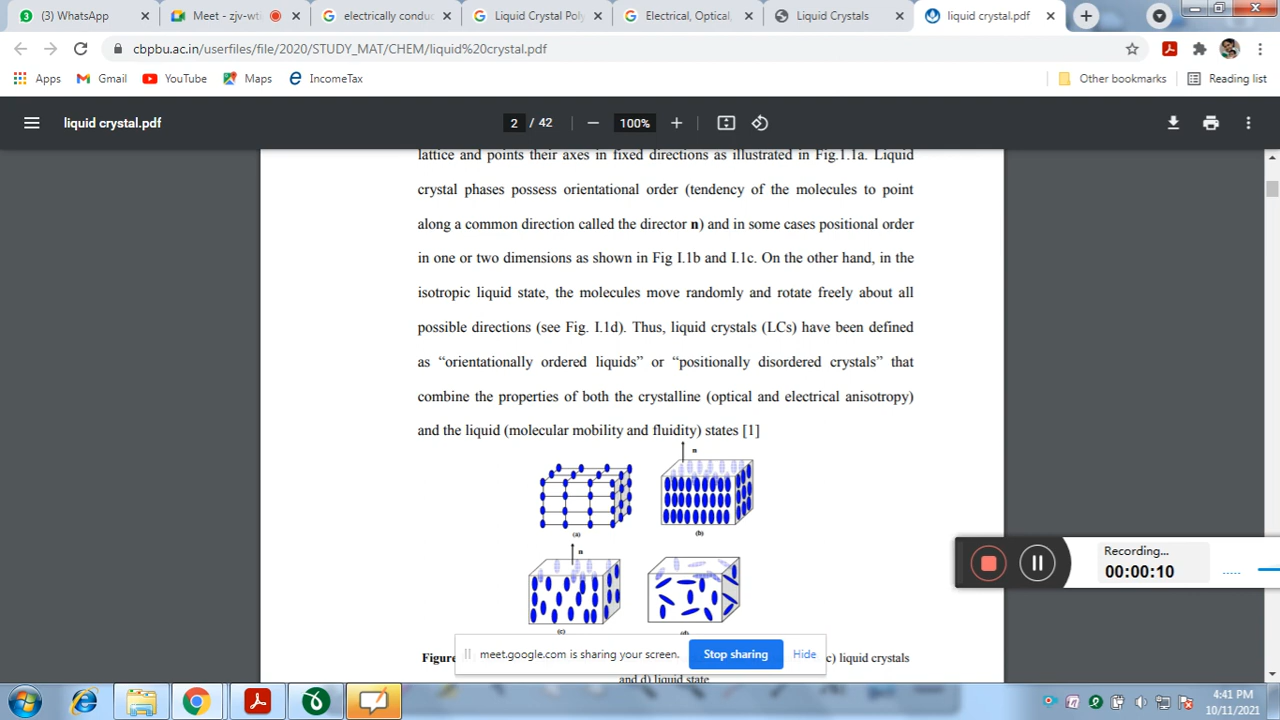 (3) WhatsApp
Meet - zjv-wti
electrically conduc
Liquid Crystal Poly
Electrical, Optical,
Liquid Crystals
liquid crystal.pdf
cbpbu.ac.in/userfiles/file/2020/STUDY_MAT/CHEM/liquid%20crystal.pdf
Apps Gmail YouTube Maps IncomeTax Other bookmarks Reading list
liquid crystal.pdf 2 / 42 100%
lattice and points their axes in fixed directions as illustrated in Fig.1.1a. Liquid
crystal phases possess orientational order (tendency of the molecules to point
along a common direction called the director n) and in some cases positional order
in one or two dimensions as shown in Fig I.1b and I.1c. On the other hand, in the
isotropic liquid state, the molecules move randomly and rotate freely about all
possible directions (see Fig. I.1d). Thus, liquid crystals (LCs) have been defined
as “orientationally ordered liquids” or “positionally disordered crystals” that
combine the properties of both the crystalline (optical and electrical anisotropy)
and the liquid (molecular mobility and fluidity) states [1]
n
(a)
(b)
n
(c)
(d)
Recording...
00:00:10
meet.google.com is sharing your screen. Stop sharing Hide
Figure
c) liquid crystals
and d) liquid state
4:41 PM
10/11/2021